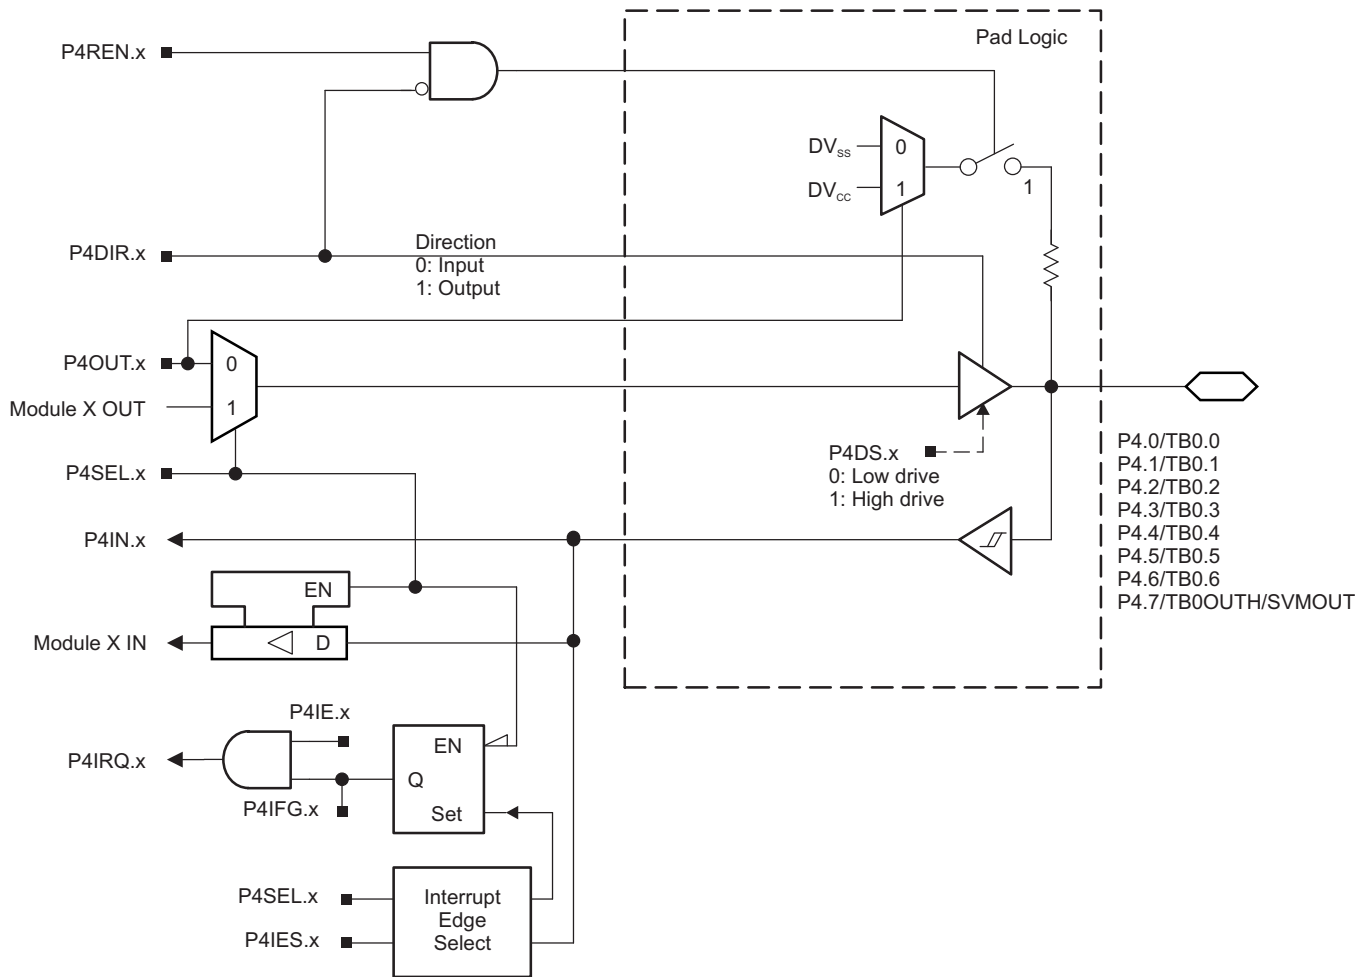 Pad Logic
P4REN.x
DVSS
0
DVCC
1
1
P4DIR.x
Direction
0: Input
1: Output
P4OUT.x
0
Module X OUT
1
P4SEL.x
P4DS.x
0: Low drive
1: High drive
P4.0/TB0.0
P4.1/TB0.1
P4.2/TB0.2
P4.3/TB0.3
P4.4/TB0.4
P4.5/TB0.5
P4.6/TB0.6
P4.7/TB0OUTH/SVMOUT
P4IN.x
EN
Module X IN
D
P4IE.x
P4IRQ.x
EN
Q
P4IFG.x
Set
P4SEL.x
P4IES.x
Interrupt
Edge
Select